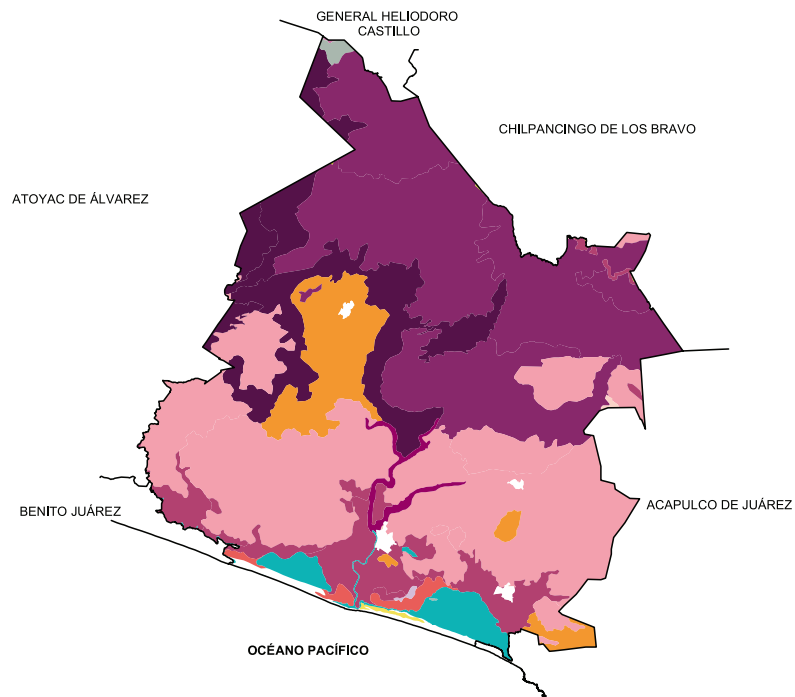 GENERAL HELIODORO
CASTILLO
CHILPANCINGO DE LOS BRAVO
ATOYAC DE ÁLVAREZ
BENITO JUÁREZ
ACAPULCO DE JUÁREZ
OCÉANO PACÍFICO